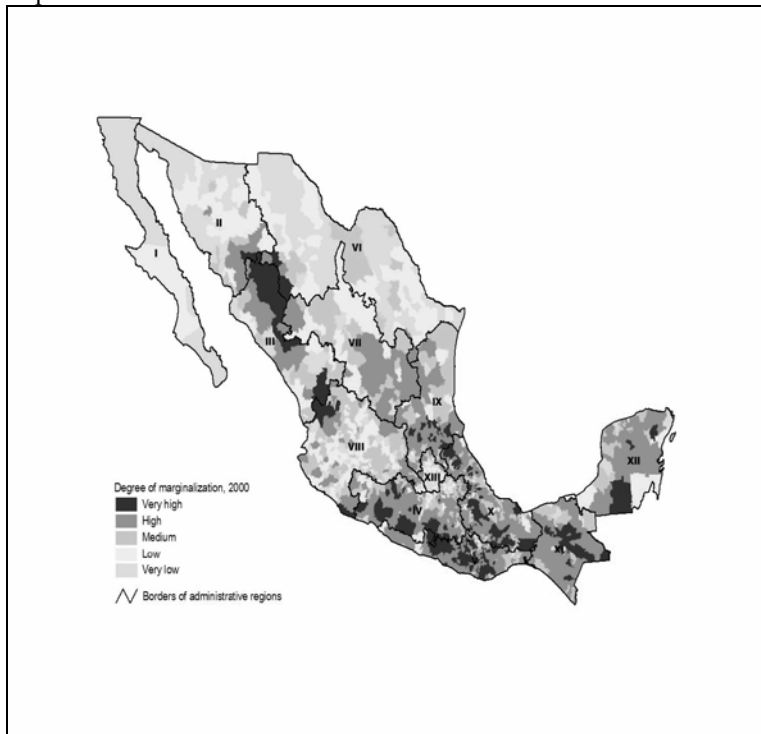 VI
II
I
III
VII
IX
XII
VIII
XIII
Degree of marginalization, 2000
Very high
High
Medium
Low
Very low
Borders of administrative regions
IV
X
XI